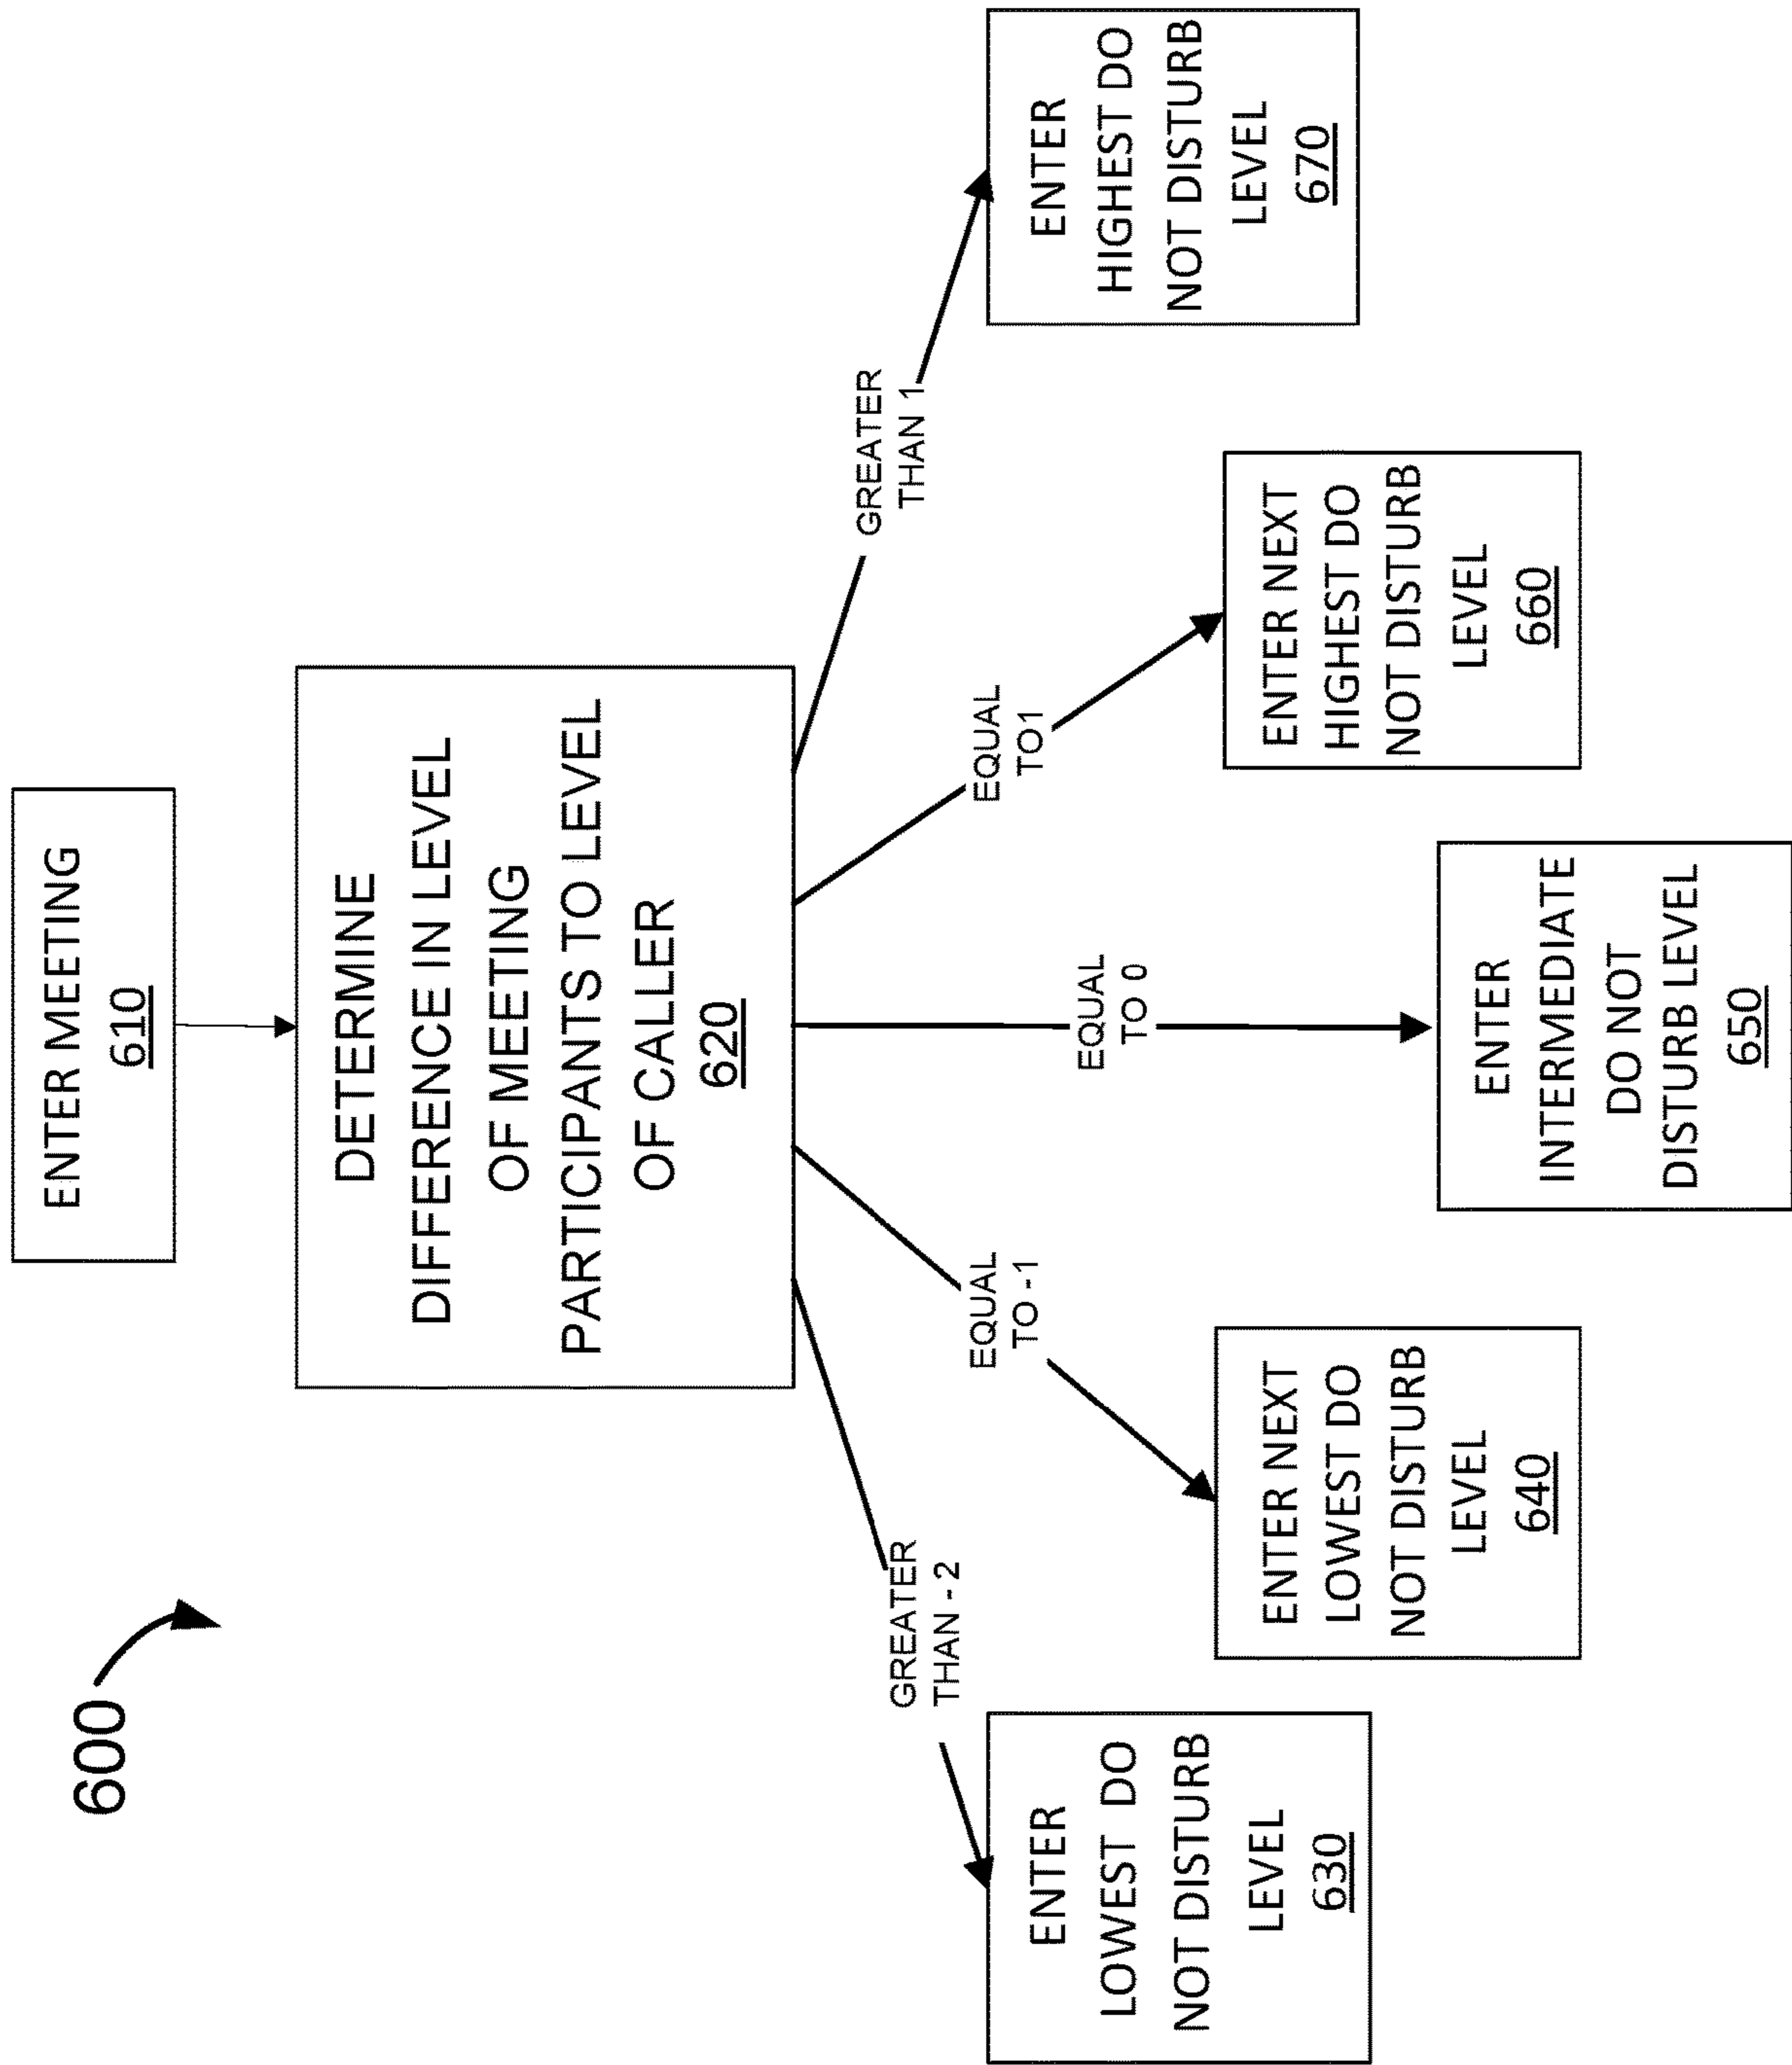 600
ENTER MEETING
610
DETERMINE
DIFFERENCE IN LEVEL
OF MEETING
PARTICIPANTS TO LEVEL
OF CALLER
620
GREATER
THAN - 2
EQUAL
TO -1
EQUAL
TO 0
EQUAL
TO1
GREATER
THAN 1
ENTER
LOWEST DO
NOT DISTURB
LEVEL
630
ENTER NEXT
LOWEST DO
NOT DISTURB
LEVEL
640
ENTER
INTERMEDIATE
DO NOT
DISTURB LEVEL
650
ENTER NEXT
HIGHEST DO
NOT DISTURB
LEVEL
660
ENTER
HIGHEST DO
NOT DISTURB
LEVEL
670